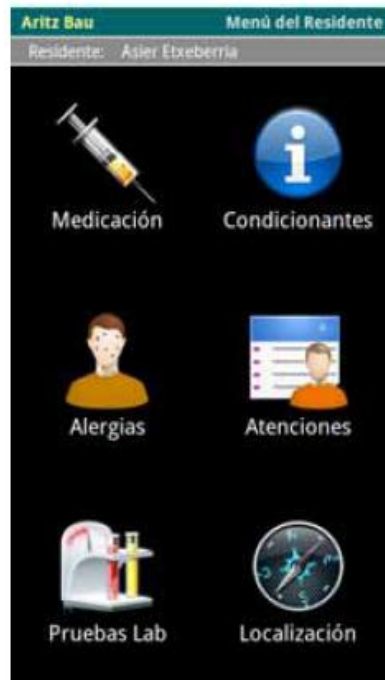 Aritz Bau Menú del Residente
Residente: Asier Etxeberria
Medicación Condicionantes
Alergias Atenciones
Pruebas Lab Localización